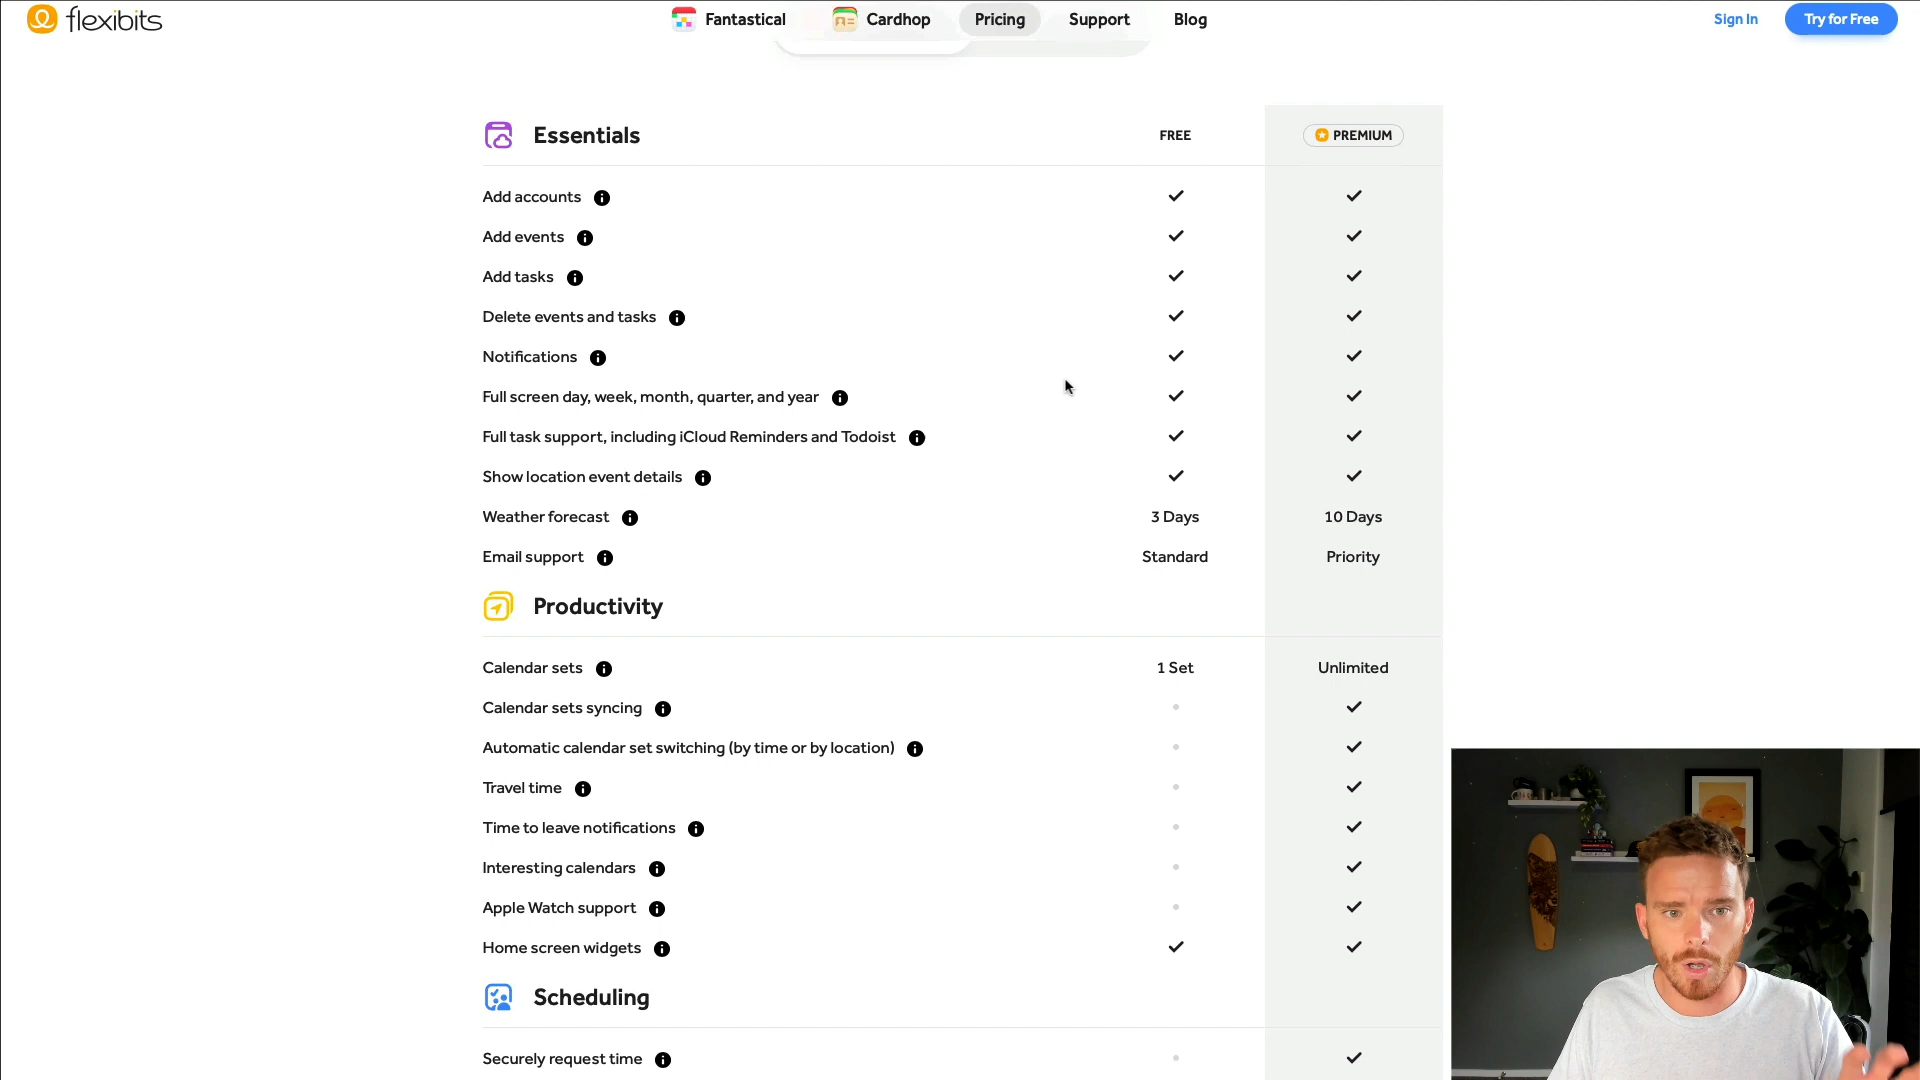 flexibits Fantastical Cardhop Pricing Support Blog Sign In Try for Free
Essentials FREE PREMIUM
Add accounts
Add events
Add tasks
Delete events and tasks
Notifications
Full screen day, week, month, quarter, and year
Full task support, including iCloud Reminders and Todoist
Show location event details
Weather forecast 3 Days 10 Days
Email support Standard Priority
Productivity
Calendar sets 1 Set Unlimited
Calendar sets syncing
Automatic calendar set switching (by time or by location)
Travel time
Time to leave notifications
Interesting calendars
Apple Watch support
Home screen widgets
Scheduling
Securely request time